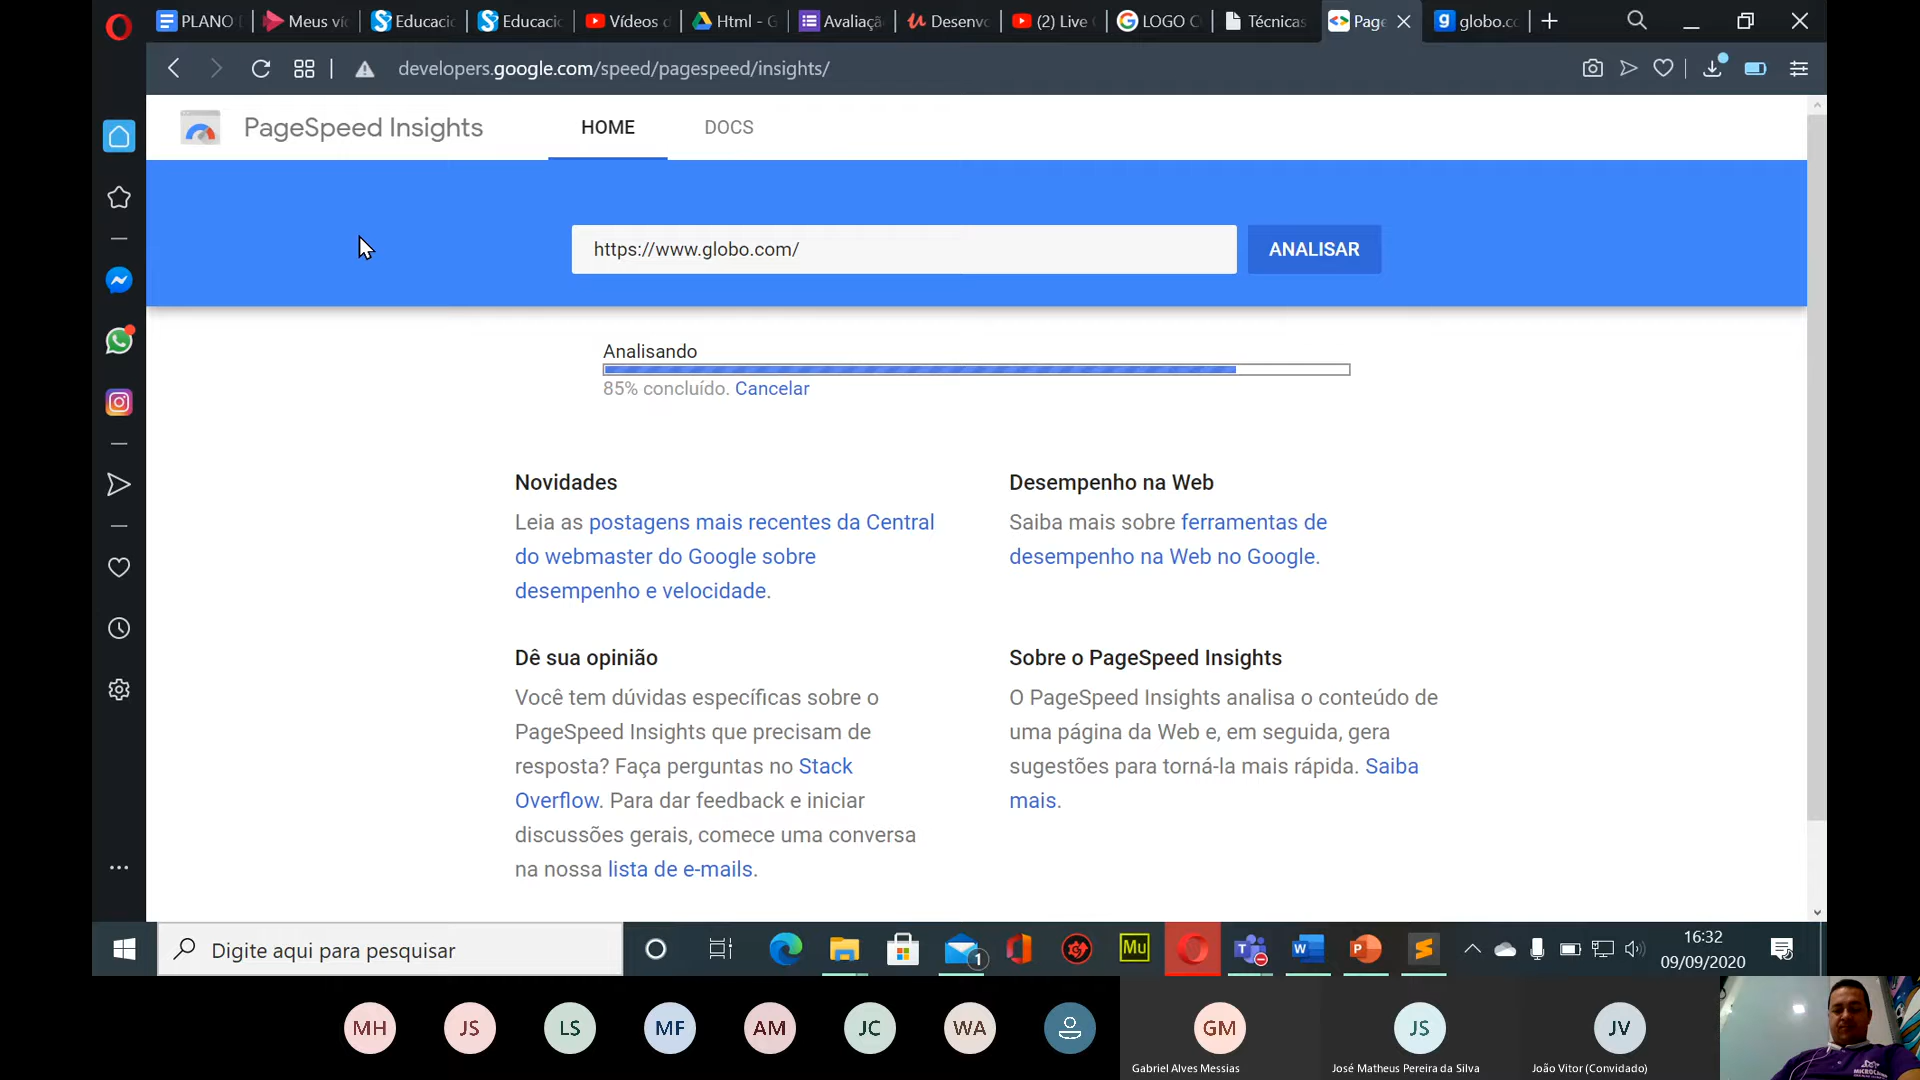 PLANO
Meus ví
Educaci
Educaci
Vídeos d
Html - G
Avaliaçã
Desenv
(2) Live
LOGO C
Técnicas
Page
globo.c
developers.google.com/speed/pagespeed/insights/
PageSpeed Insights
HOME
DOCS
https://www.globo.com/
ANALISAR
Analisando
85% concluído. Cancelar
Novidades
Leia as postagens mais recentes da Central
do webmaster do Google sobre
desempenho e velocidade.
Desempenho na Web
Saiba mais sobre ferramentas de
desempenho na Web no Google.
Dê sua opinião
Você tem dúvidas específicas sobre o
PageSpeed Insights que precisam de
resposta? Faça perguntas no Stack
Overflow. Para dar feedback e iniciar
discussões gerais, comece uma conversa
na nossa lista de e-mails.
Sobre o PageSpeed Insights
O PageSpeed Insights analisa o conteúdo de
uma página da Web e, em seguida, gera
sugestões para torná-la mais rápida. Saiba
mais.
Digite aqui para pesquisar
1
Mu
16:32
09/09/2020
MH
JS
LS
MF
AM
JC
WA
GM
Gabriel Alves Messias
JS
José Matheus Pereira da Silva
JV
João Vitor (Convidado)